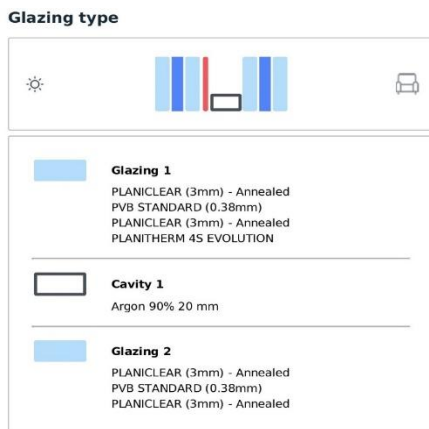 Glazing type
Glazing 1
PLANICLEAR (3mm) - Annealed
PVB STANDARD (0.38mm)
PLANICLEAR (3mm) - Annealed
PLANITHERM 4S EVOLUTION
Cavity 1
Argon 90% 20 mm
Glazing 2
PLANICLEAR (3mm) - Annealed
PVB STANDARD (0.38mm)
PLANICLEAR (3mm) - Annealed